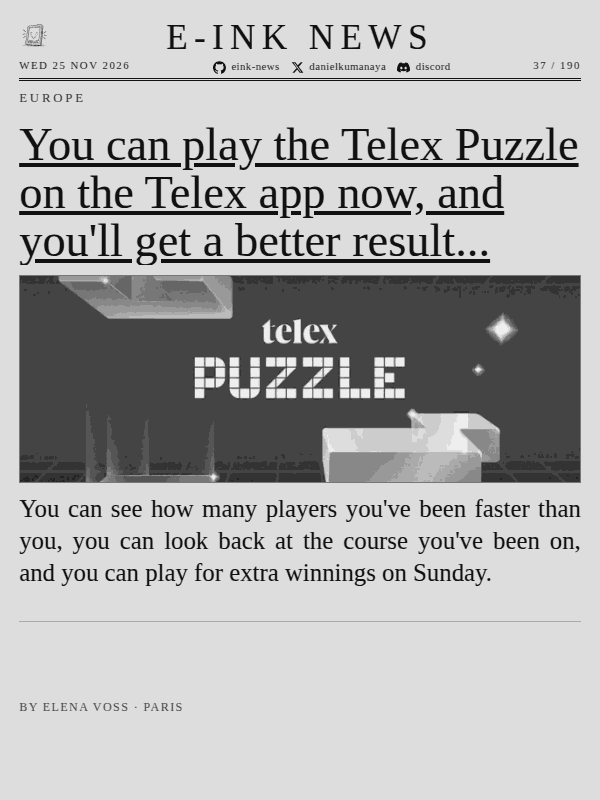 E-INK NEWS
WED 25 NOV 2026
eink-news
danielkumanaya
discord
37 / 190
EUROPE
You can play the Telex Puzzle
on the Telex app now, and
you'll get a better result...
telex
PUZZLE
You can see how many players you've been faster than
you, you can look back at the course you've been on,
and you can play for extra winnings on Sunday.
BY ELENA VOSS · PARIS